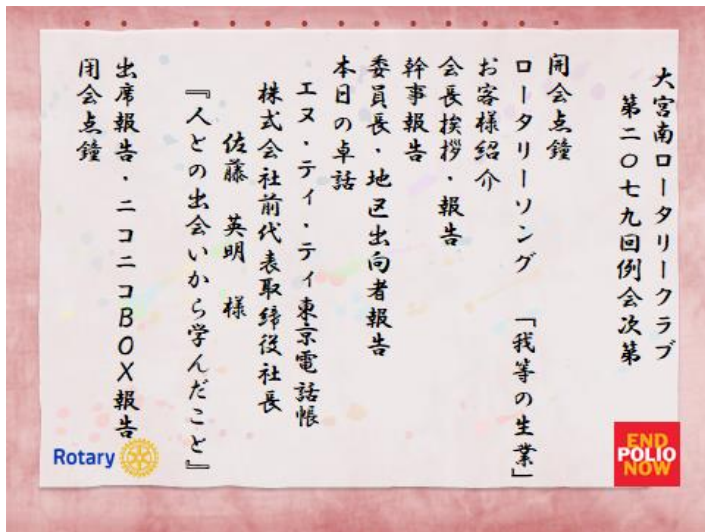 大宮南ロータリークラブ
第二〇七九回例会次第
開会点鐘
ロータリーソング 「我等の生業」
お客様紹介
会長挨拶・報告
幹事報告
委員長・地区出向者報告
本日の卓話
エヌ・ティ・ティ東京電話帳
株式会社前代表取締役社長
佐藤 英明 様
『人との出会いから学んだこと』
出席報告・ニコニコBOX報告
閉会点鐘
Rotary
END
POLIO
NOW